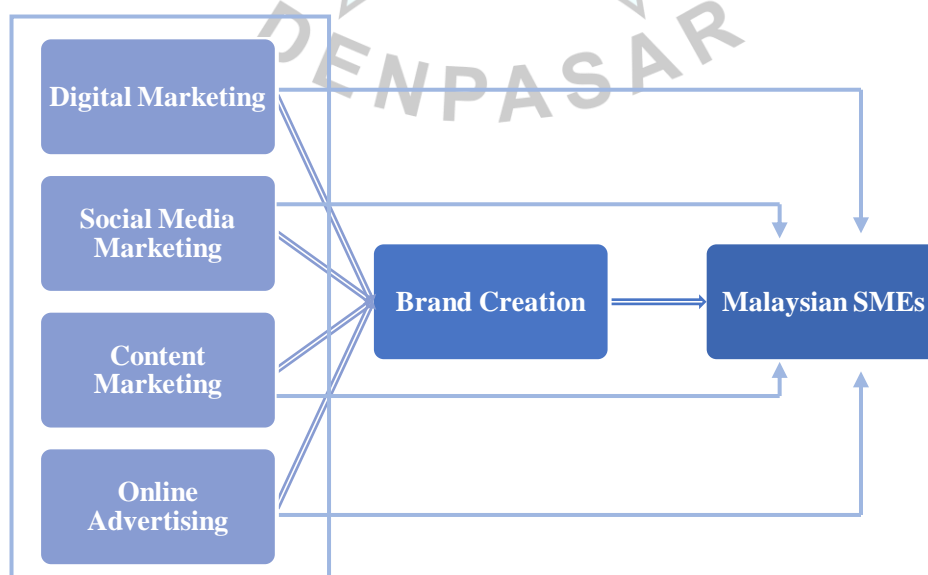 DENPASAR
Digital Marketing
Social Media
Marketing
Content
Marketing
Online
Advertising
Brand Creation
Malaysian SMEs